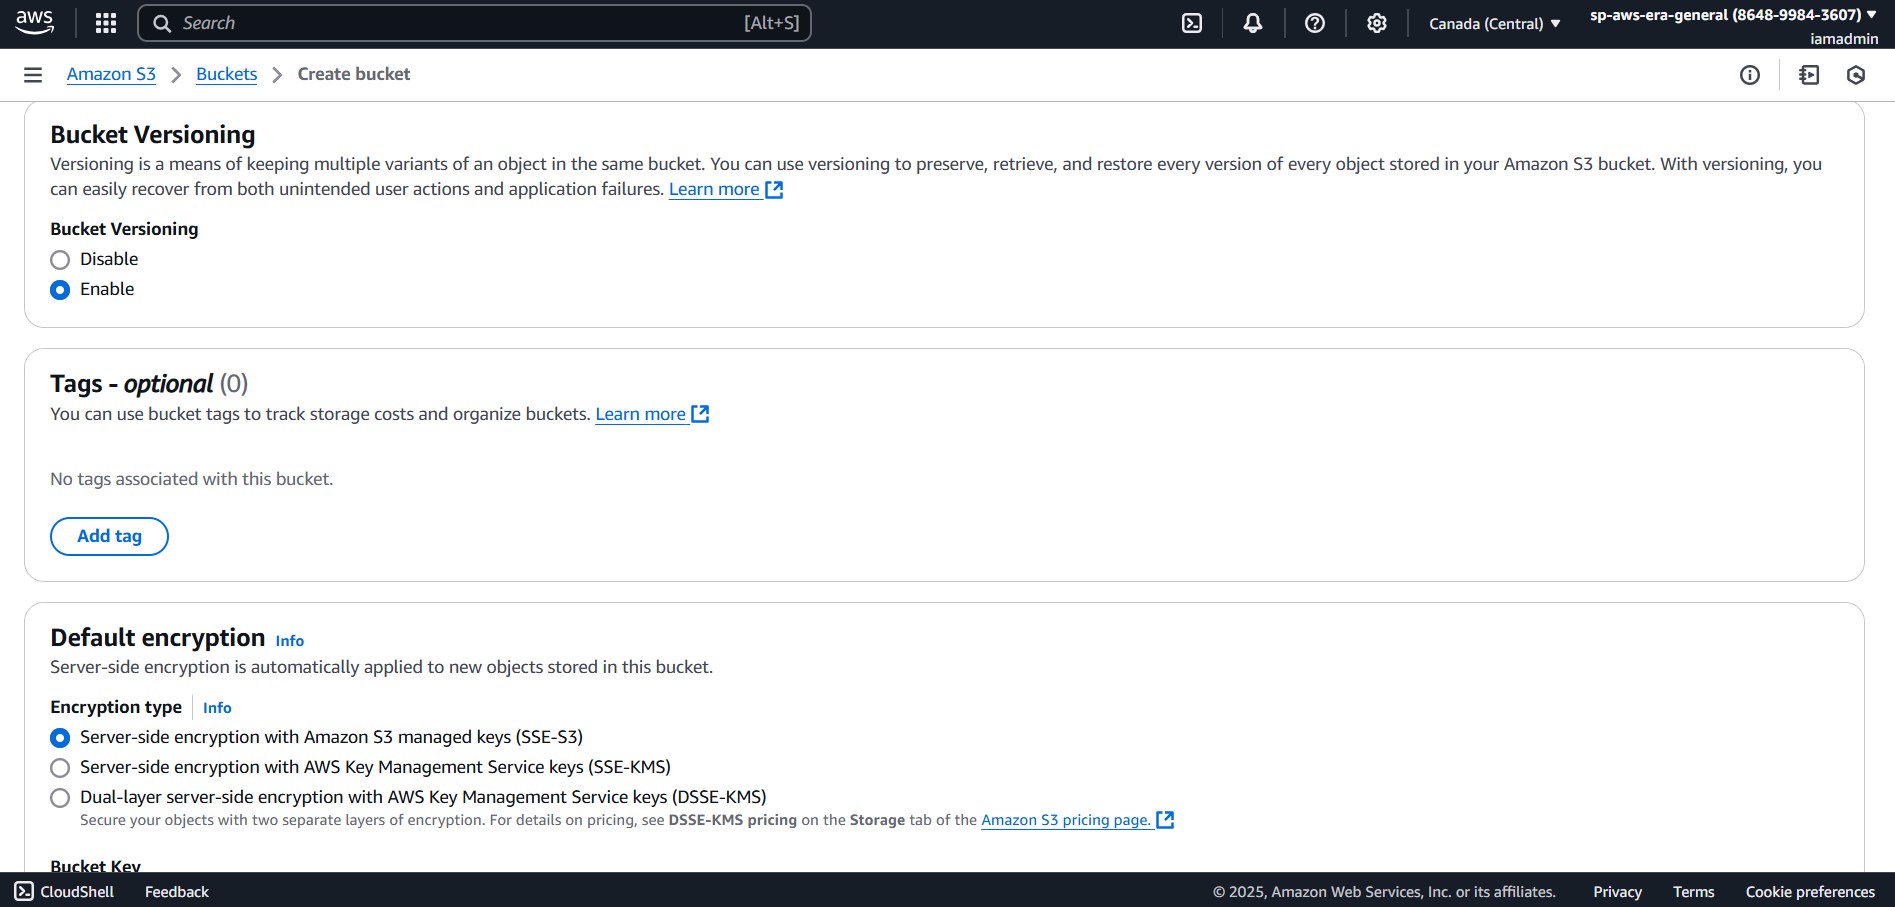 aws
Search [Alt+S]
Canada (Central)
sp-aws-era-general (8648-9984-3607)
iamadmin
Amazon S3
Buckets
Create bucket
Bucket Versioning
Versioning is a means of keeping multiple variants of an object in the same bucket. You can use versioning to preserve, retrieve, and restore every version of every object stored in your Amazon S3 bucket. With versioning, you
can easily recover from both unintended user actions and application failures. Learn more
Bucket Versioning
Disable
Enable
Tags - optional (0)
You can use bucket tags to track storage costs and organize buckets. Learn more
No tags associated with this bucket.
Add tag
Default encryption Info
Server-side encryption is automatically applied to new objects stored in this bucket.
Encryption type Info
Server-side encryption with Amazon S3 managed keys (SSE-S3)
Server-side encryption with AWS Key Management Service keys (SSE-KMS)
Dual-layer server-side encryption with AWS Key Management Service keys (DSSE-KMS)
Secure your objects with two separate layers of encryption. For details on pricing, see DSSE-KMS pricing on the Storage tab of the Amazon S3 pricing page.
Bucket Key
CloudShell
Feedback
© 2025, Amazon Web Services, Inc. or its affiliates.
Privacy
Terms
Cookie preferences